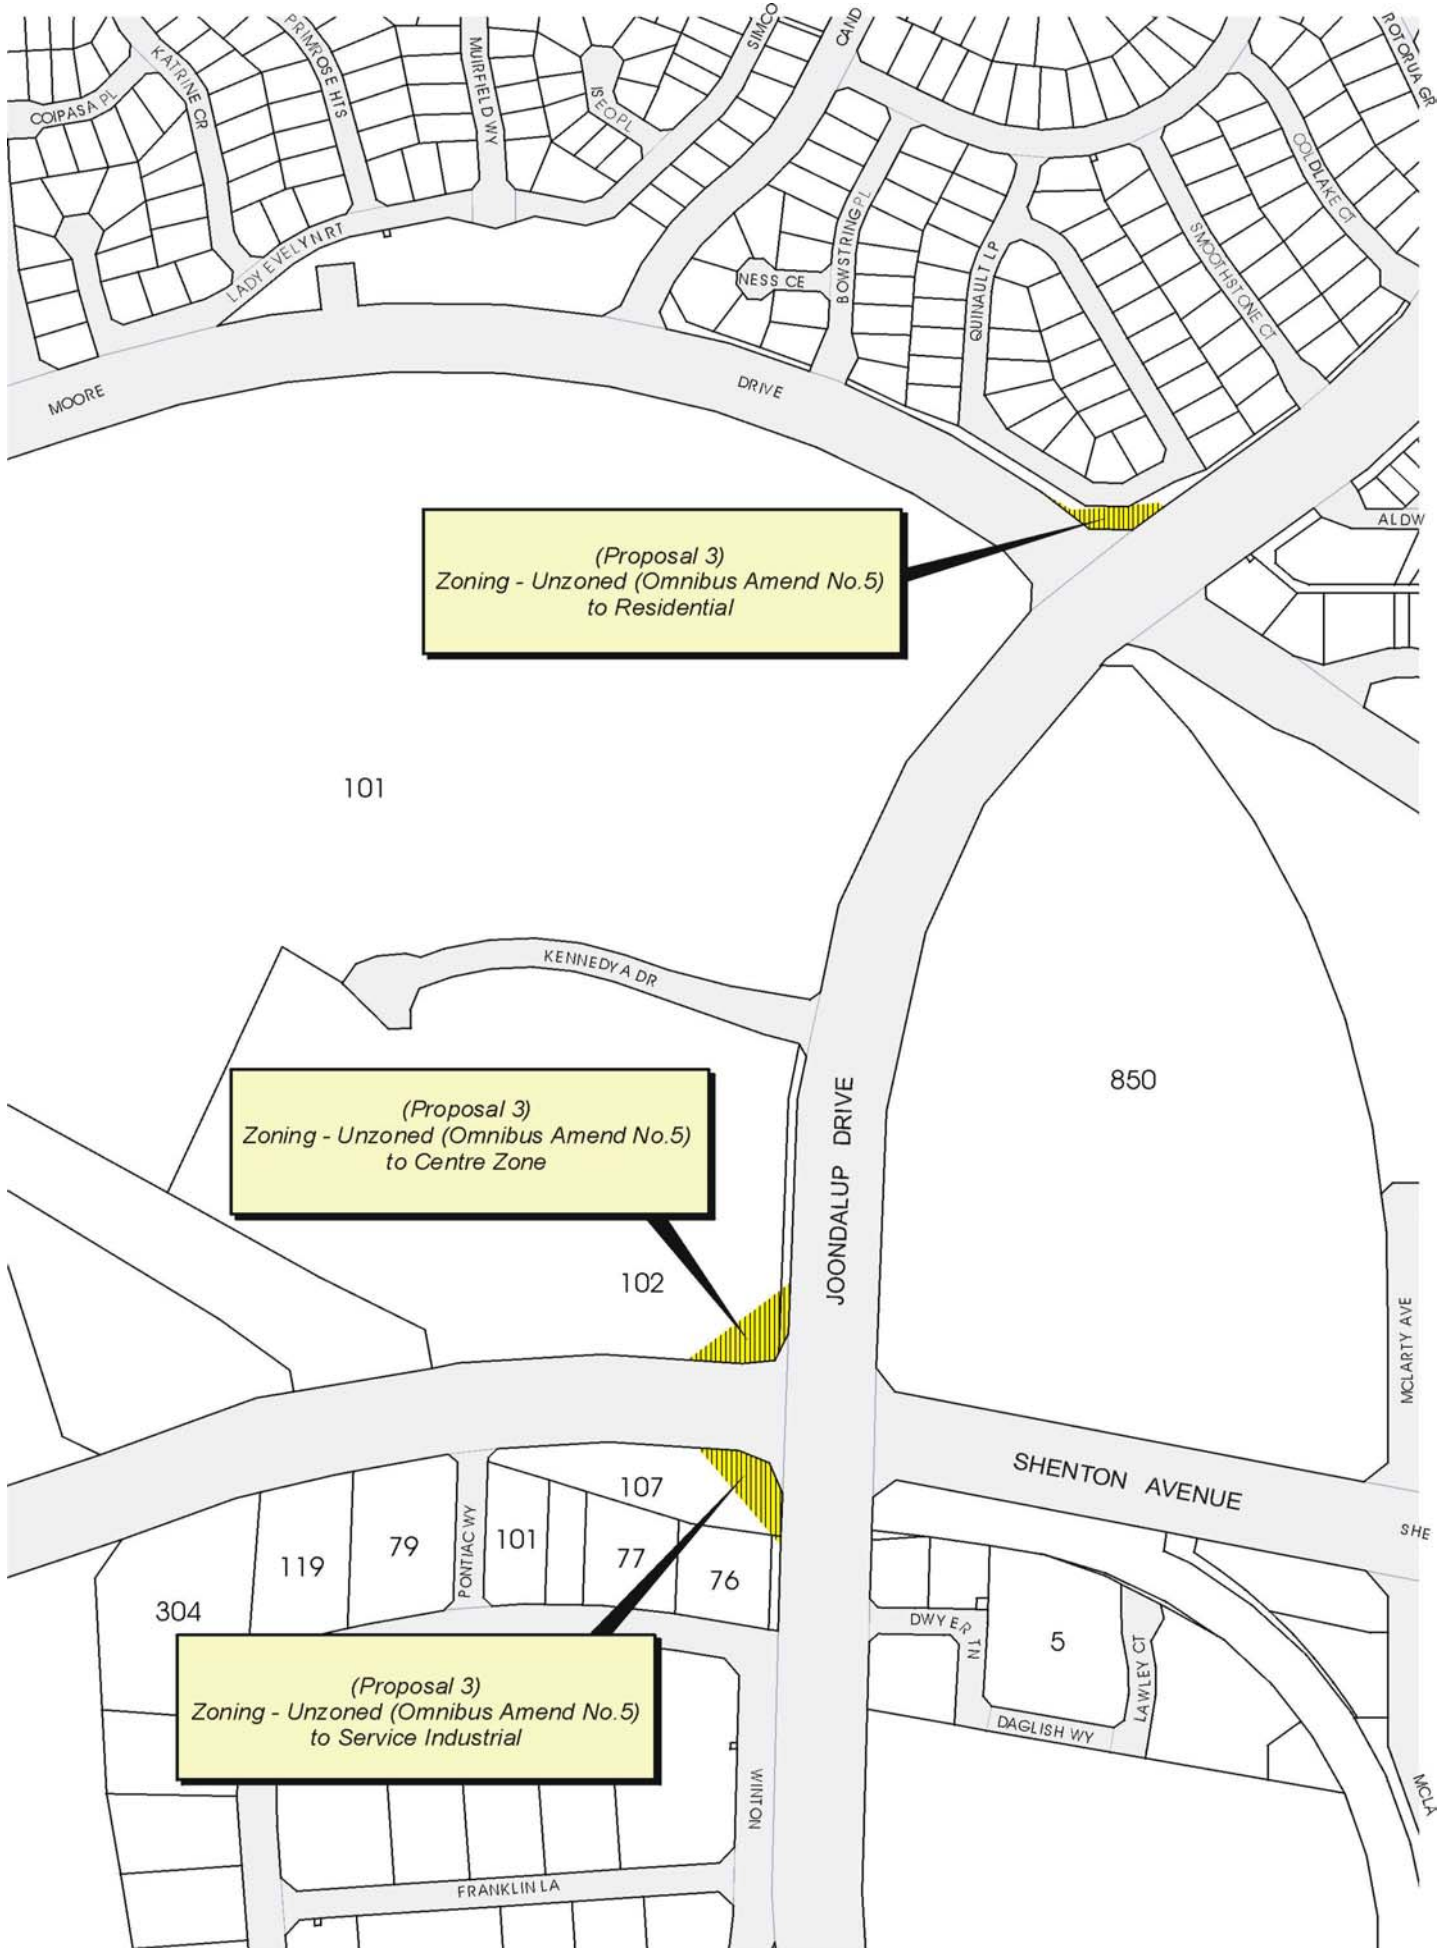 COIPASA PL
KATRINE CR
PRIMROSE HTS
MUIRFIELD WY
ISEO PL
SIMCO
CAND
ROTORUA GR
COLDLAKE CT
LADY EVELYN RT
NESS CE
BOWSTRING PL
QUINAULT LP
SMOOTHSTONE CT
MOORE
DRIVE
ALDW
(Proposal 3)
Zoning - Unzoned (Omnibus Amend No.5)
to Residential
101
KENNEDYA DR
850
(Proposal 3)
Zoning - Unzoned (Omnibus Amend No.5)
to Centre Zone
JOONDALUP DRIVE
102
MCLARTY AVE
SHENTON AVENUE
SHE
107
119
79
PONTIAC WY
101
77
76
304
DWYER TN
5
LAWLEY CT
DAGLISH WY
(Proposal 3)
Zoning - Unzoned (Omnibus Amend No.5)
to Service Industrial
WINTON
MCLA
FRANKLIN LA